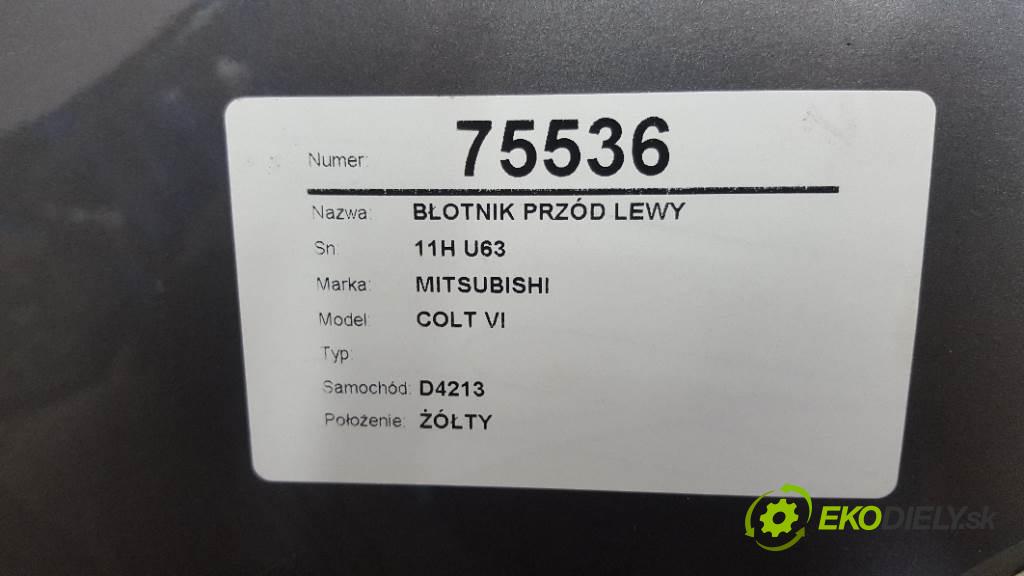 Numer: 75536
Nazwa: BŁOTNIK PRZÓD LEWY
Sn: 11H U63
Marka: MITSUBISHI
Model: COLT VI
Typ:
Samochód: D4213
Położenie: ŻÓŁTY
EKODIELY.sk